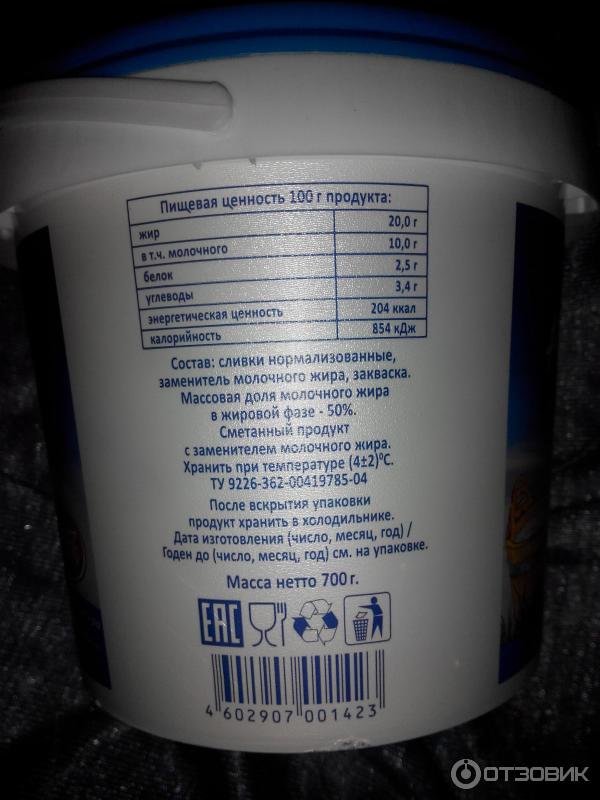 Пищевая ценность 100 г продукта:
жир 20,0 г
в т.ч. молочного 10,0 г
белок 2,5 г
углеводы 3,4 г
энергетическая ценность 204 ккал
калорийность 854 кДж
Состав: сливки нормализованные,
заменитель молочного жира, закваска.
Массовая доля молочного жира
в жировой фазе - 50%.
Сметанный продукт
с заменителем молочного жира.
Хранить при температуре (4±2)⁰С.
ТУ 9226-362-00419785-04
После вскрытия упаковки
продукт хранить в холодильнике.
Дата изготовления (число, месяц, год) /
Годен до (число, месяц, год) см. на упаковке.
Масса нетто 700 г.
ЕАС
4 602907 001423
ОТЗОВИК